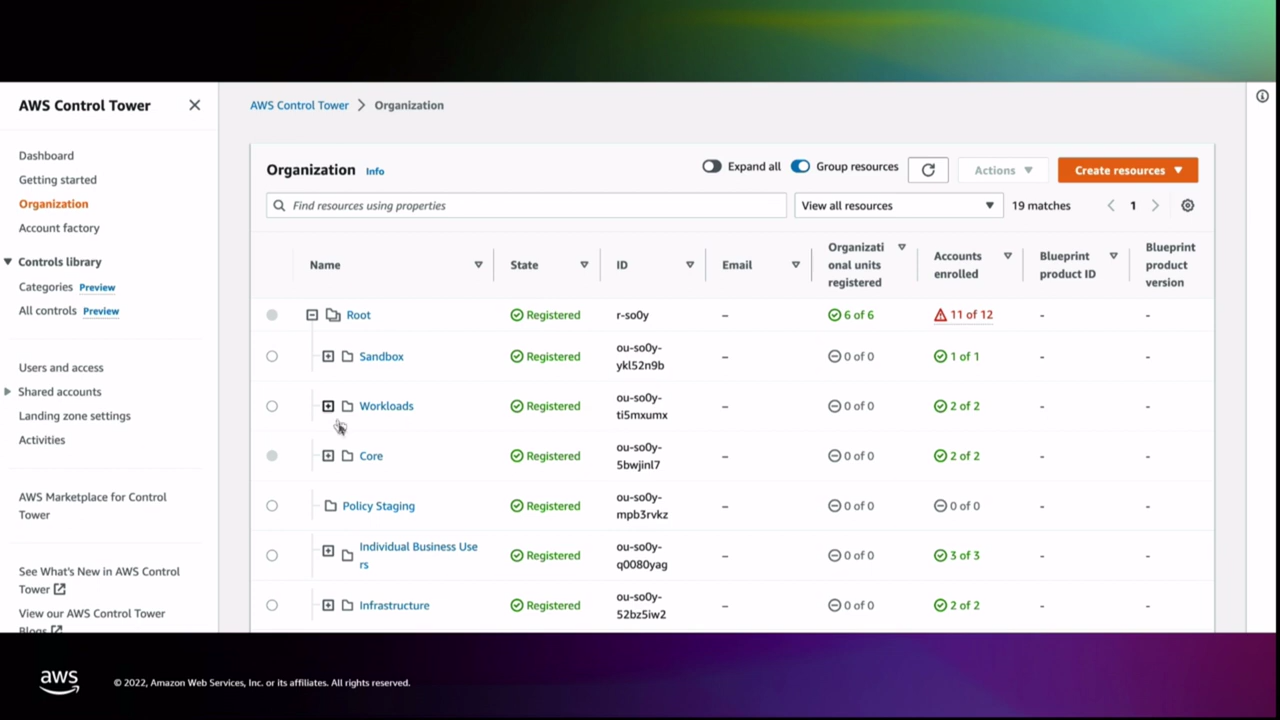 AWS Control Tower
Dashboard
Getting started
Organization
Account factory
Controls library
Categories Preview
All controls Preview
Users and access
Shared accounts
Landing zone settings
Activities
AWS Marketplace for Control
Tower
See What's New in AWS Control
Tower
View our AWS Control Tower
Blogs
AWS Control Tower > Organization
Organization Info
Expand all
Group resources
Actions
Create resources
Find resources using properties
View all resources
19 matches
1
Name
State
ID
Email
Organizati
onal units
registered
Accounts
enrolled
Blueprint
product ID
Blueprint
product
version
Root Registered r-so0y – 6 of 6 11 of 12 - -
Sandbox Registered ou-so0y-
ykl52n9b – 0 of 0 1 of 1 - -
Workloads Registered ou-so0y-
ti5mxumx – 0 of 0 2 of 2 - -
Core Registered ou-so0y-
5bwjinl7 – 0 of 0 2 of 2 - -
Policy Staging Registered ou-so0y-
mpb3rvkz – 0 of 0 0 of 0 - -
Individual Business Use
rs Registered ou-so0y-
q0080yag – 0 of 0 3 of 3 - -
Infrastructure Registered ou-so0y-
52bz5iw2 – 0 of 0 2 of 2 - -
aws
© 2022, Amazon Web Services, Inc. or its affiliates. All rights reserved.